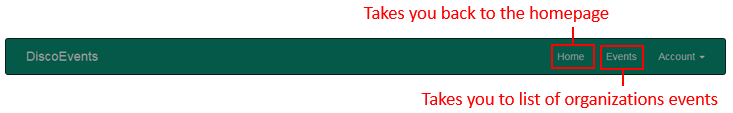 Takes you back to the homepage
DiscoEvents Home Events Account
Takes you to list of organizations events